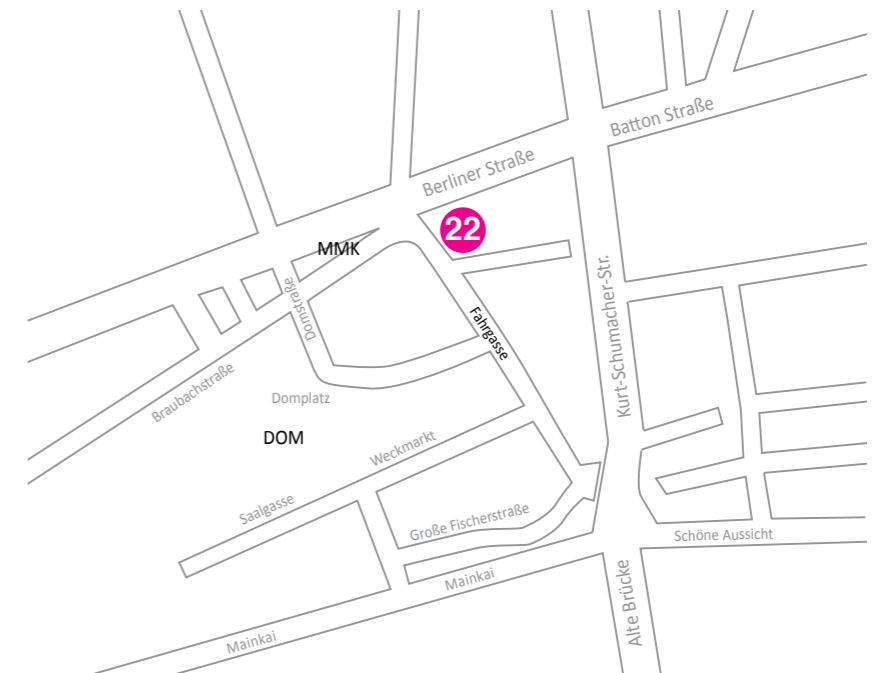 Batton Straße
Berliner Straße
22
MMK
Domstraße
Fahrgasse
Kurt-Schumacher-Str.
Braubachstraße
Domplatz
DOM
Weckmarkt
Saalgasse
Große Fischerstraße
Schöne Aussicht
Mainkai
Alte Brücke
Mainkai